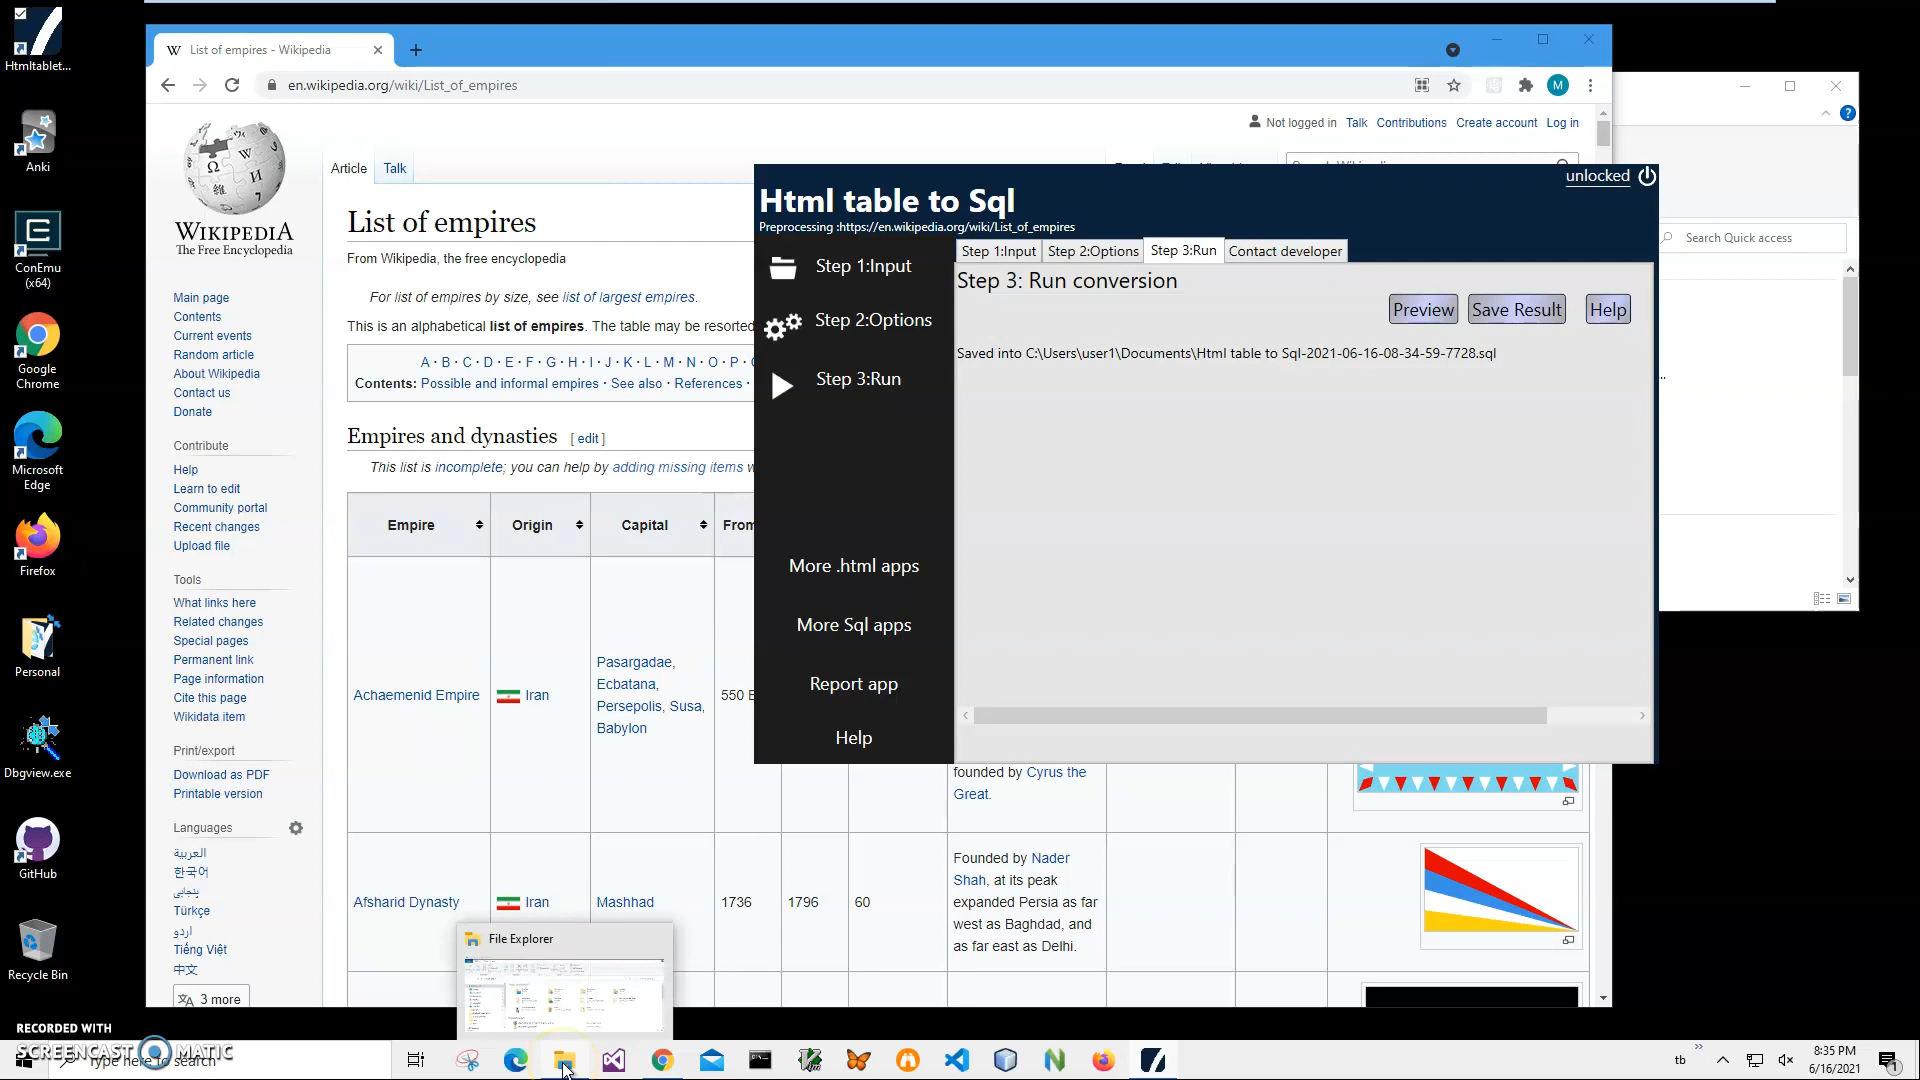 Htmltablet...
Anki
ConEmu
(x64)
Google
Chrome
Microsoft
Edge
Firefox
Personal
Dbgview.exe
GitHub
Recycle Bin
List of empires - Wikipedia
en.wikipedia.org/wiki/List_of_empires
M
Not logged in Talk Contributions Create account Log in
WIKIPEDIA
The Free Encyclopedia
Main page
Contents
Current events
Random article
About Wikipedia
Contact us
Donate
Contribute
Help
Learn to edit
Community portal
Recent changes
Upload file
Tools
What links here
Related changes
Special pages
Permanent link
Page information
Cite this page
Wikidata item
Print/export
Download as PDF
Printable version
Languages
العربية
한국어
پنجابی
Türkçe
اردو
Tiếng Việt
中文
3 more
Article Talk
List of empires
From Wikipedia, the free encyclopedia
For list of empires by size, see list of largest empires.
This is an alphabetical list of empires. The table may be resorted
A · B · C · D · E · F · G · H · I · J · K · L · M · N · O · P ·
Contents: Possible and informal empires · See also · References ·
Empires and dynasties [ edit ]
This list is incomplete; you can help by adding missing items
Empire Origin Capital From
Achaemenid Empire Iran Pasargadae,
Ecbatana,
Persepolis, Susa,
Babylon
550
founded by Cyrus the
Great.
Afsharid Dynasty Iran Mashhad 1736 1796 60
Founded by Nader
Shah, at its peak
expanded Persia as far
west as Baghdad, and
as far east as Delhi.
unlocked
Html table to Sql
Preprocessing :https://en.wikipedia.org/wiki/List_of_empires
Step 1:Input
Step 2:Options
Step 3:Run
More .html apps
More Sql apps
Report app
Help
Step 1:Input Step 2:Options Step 3:Run Contact developer
Step 3: Run conversion
Preview Save Result Help
Saved into C:\Users\user1\Documents\Html table to Sql-2021-06-16-08-34-59-7728.sql
Search Quick access
File Explorer
RECORDED WITH
SCREENCAST MATIC
Type here to search
tb
8:35 PM
6/16/2021
1